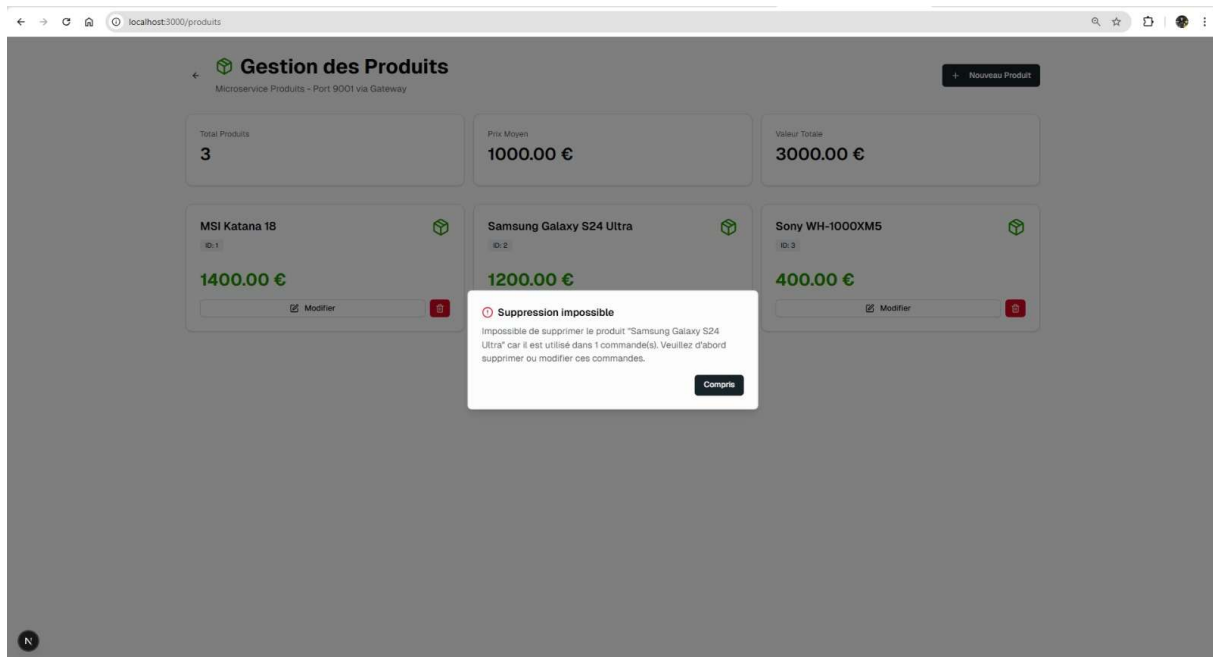 localhost:3000/produits
Gestion des Produits
Microservice Produits - Port 9001 via Gateway
+ Nouveau Produit
Total Produits
3
Prix Moyen
1000.00 €
Valeur Totale
3000.00 €
MSI Katana 18
ID: 1
1400.00 €
Modifier
Samsung Galaxy S24 Ultra
ID: 2
1200.00 €
Sony WH-1000XM5
ID: 3
400.00 €
Modifier
Suppression impossible
Impossible de supprimer le produit "Samsung Galaxy S24
Ultra" car il est utilisé dans 1 commande(s). Veuillez d'abord
supprimer ou modifier ces commandes.
Compris
N